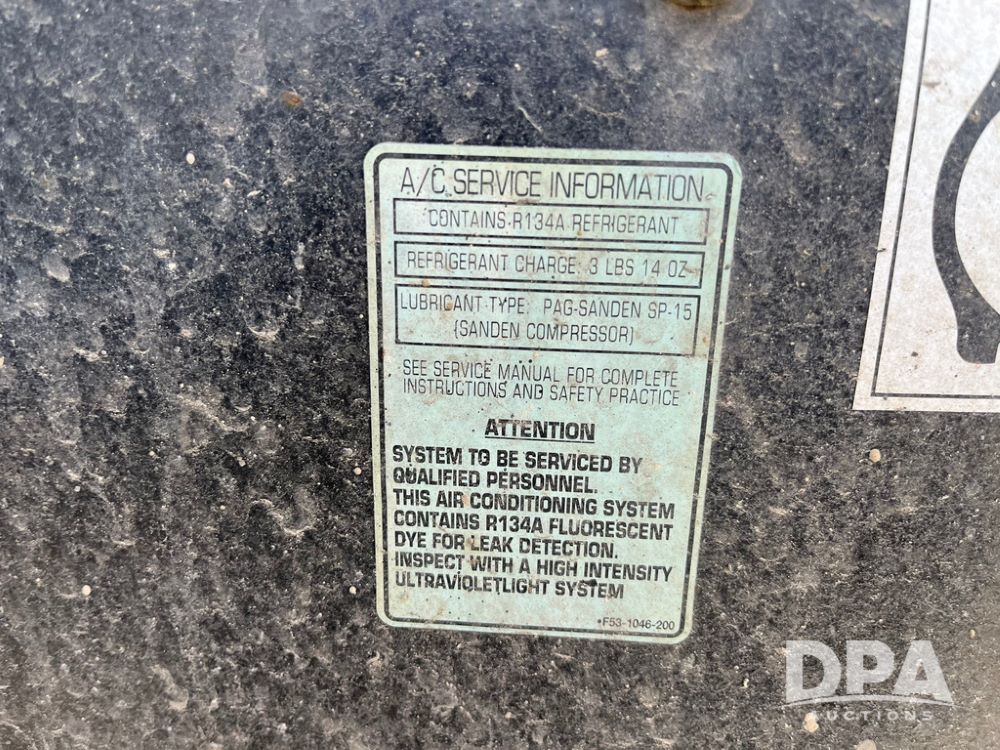 A/C SERVICE INFORMATION
CONTAINS R134A REFRIGERANT
REFRIGERANT CHARGE: 3 LBS 14 OZ
LUBRICANT TYPE: PAG-SANDEN SP-15
(SANDEN COMPRESSOR)
SEE SERVICE MANUAL FOR COMPLETE
INSTRUCTIONS AND SAFETY PRACTICE
ATTENTION
SYSTEM TO BE SERVICED BY
QUALIFIED PERSONNEL.
THIS AIR CONDITIONING SYSTEM
CONTAINS R134A FLUORESCENT
DYE FOR LEAK DETECTION.
INSPECT WITH A HIGH INTENSITY
ULTRAVIOLETLIGHT SYSTEM
•F53-1046-200
DPA
AUCTIONS